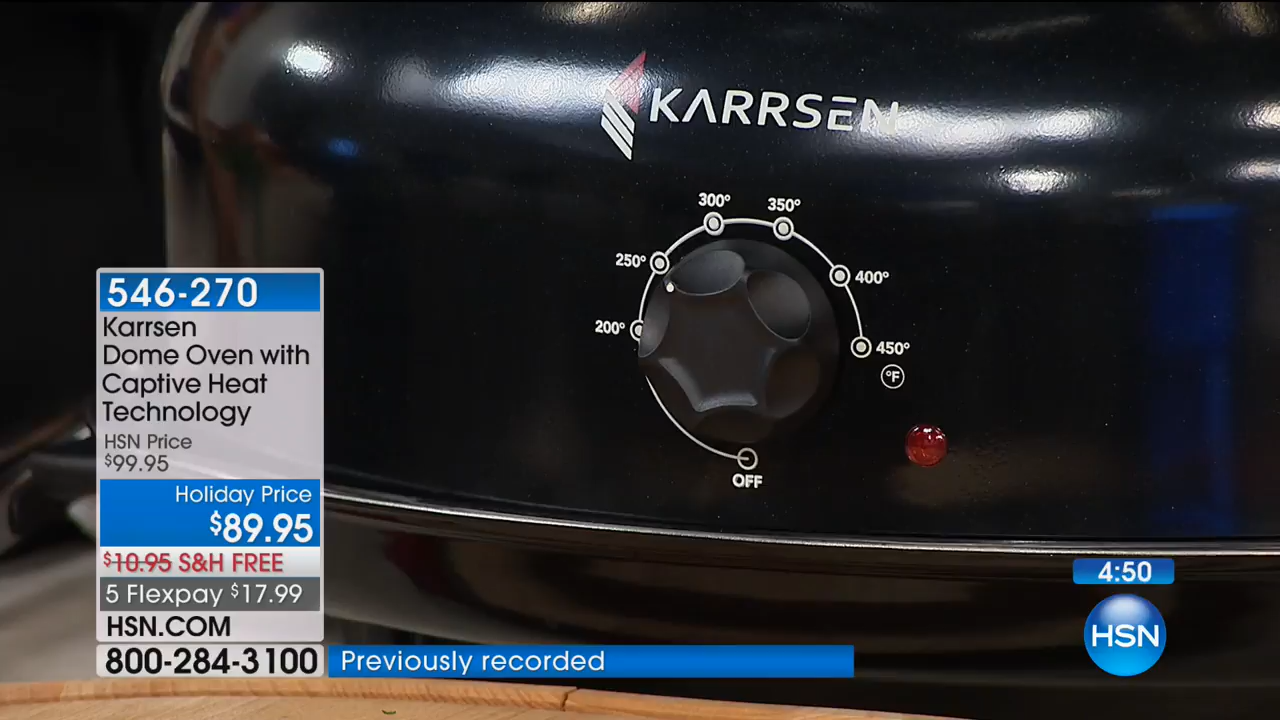 KARRSEN
300°
350°
250°
400°
200°
450°
°F
OFF
546-270
Karrsen
Dome Oven with
Captive Heat
Technology
HSN Price
$99.95
Holiday Price
$89.95
$10.95 S&H FREE
5 Flexpay $17.99
HSN.COM
800-284-3100
Previously recorded
4:50
HSN